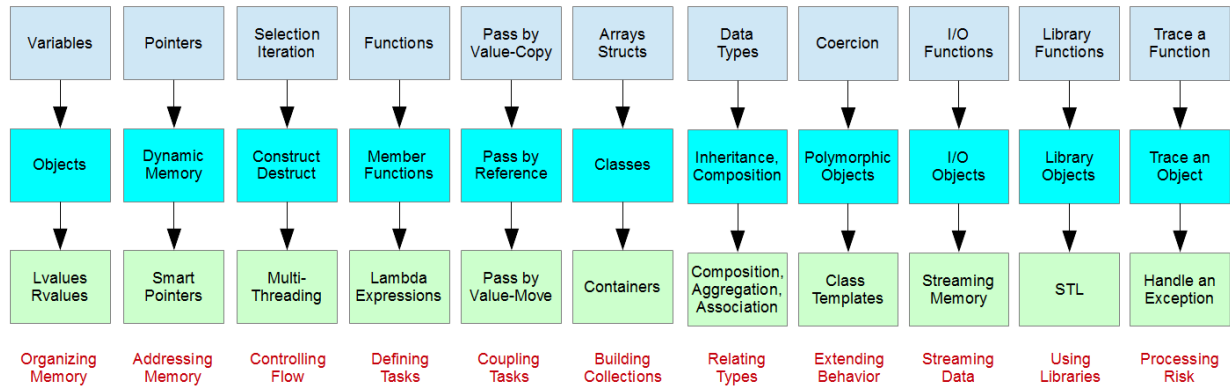 Variables
Pointers
Selection
Iteration
Functions
Pass by
Value-Copy
Arrays
Structs
Data
Types
Coercion
I/O
Functions
Library
Functions
Trace a
Function
Objects
Dynamic
Memory
Construct
Destruct
Member
Functions
Pass by
Reference
Classes
Inheritance,
Composition
Polymorphic
Objects
I/O
Objects
Library
Objects
Trace an
Object
Lvalues
Rvalues
Smart
Pointers
Multi-
Threading
Lambda
Expressions
Pass by
Value-Move
Containers
Composition,
Aggregation,
Association
Class
Templates
Streaming
Memory
STL
Handle an
Exception
Organizing
Memory
Addressing
Memory
Controlling
Flow
Defining
Tasks
Coupling
Tasks
Building
Collections
Relating
Types
Extending
Behavior
Streaming
Data
Using
Libraries
Processing
Risk